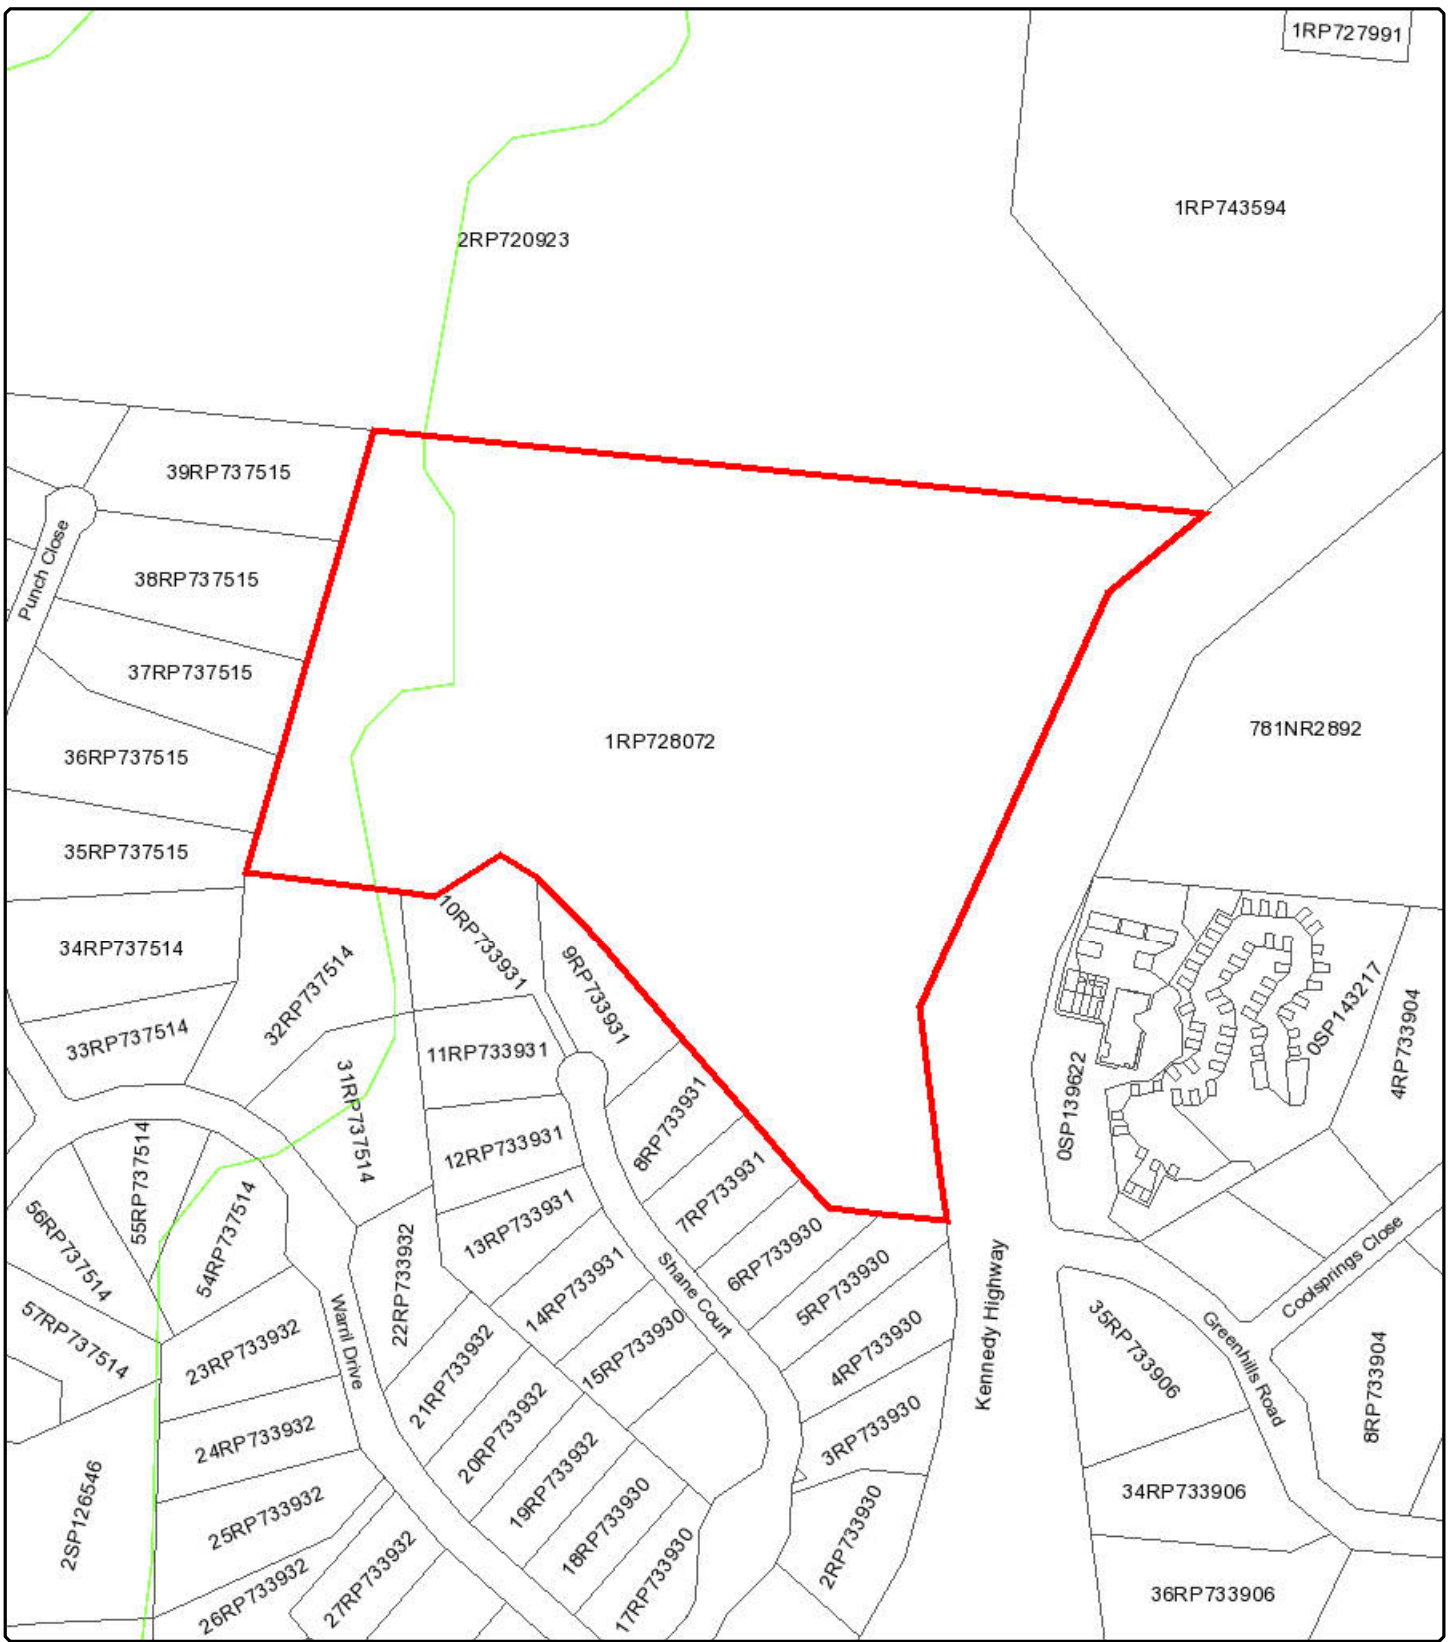 1RP727991
1RP743594
2RP720923
39RP737515
Punch Close
38RP737515
37RP737515
1RP728072
781NR2892
36RP737515
35RP737515
10RP733931
9RP733931
34RP737514
32RP737514
33RP737514
11RP733931
31RP737514
12RP733931
8RP733931
7RP733931
0SP139622
0SP143217
4RP733904
55RP737514
56RP737514
54RP737514
57RP737514
13RP733931
22RP733932
14RP733931
Shane Court
6RP733930
5RP733930
Kennedy Highway
Coolsprings Close
Greenhills Road
35RP733906
8RP733904
23RP733932
Warril Drive
21RP733932
15RP733930
4RP733930
3RP733930
24RP733932
20RP733932
19RP733932
2SP126546
25RP733932
18RP733930
2RP733930
34RP733906
26RP733932
27RP733932
17RP733930
36RP733906